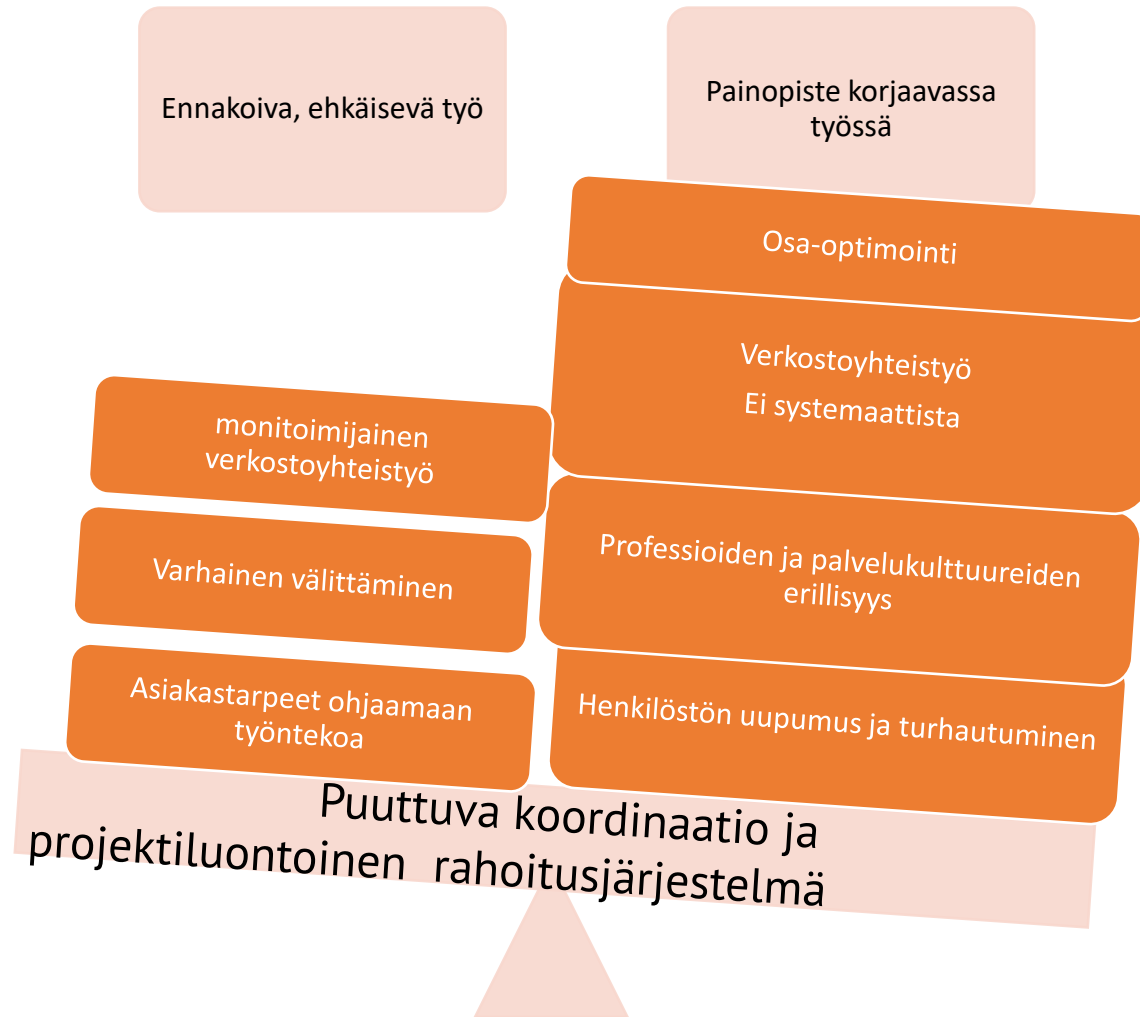 Ennakoiva, ehkäisevä työ
Painopiste korjaavassa
työssä
Osa-optimointi
Verkostoyhteistyö
Ei systemaattista
monitoimijainen
verkostoyhteistyö
Professioiden ja palvelukulttuureiden
erillisyys
Varhainen välittäminen
Asiakastarpeet ohjaamaan
työntekoa
Henkilöstön uupumus ja turhautuminen
Puuttuva koordinaatio ja
projektiluontoinen rahoitusjärjestelmä